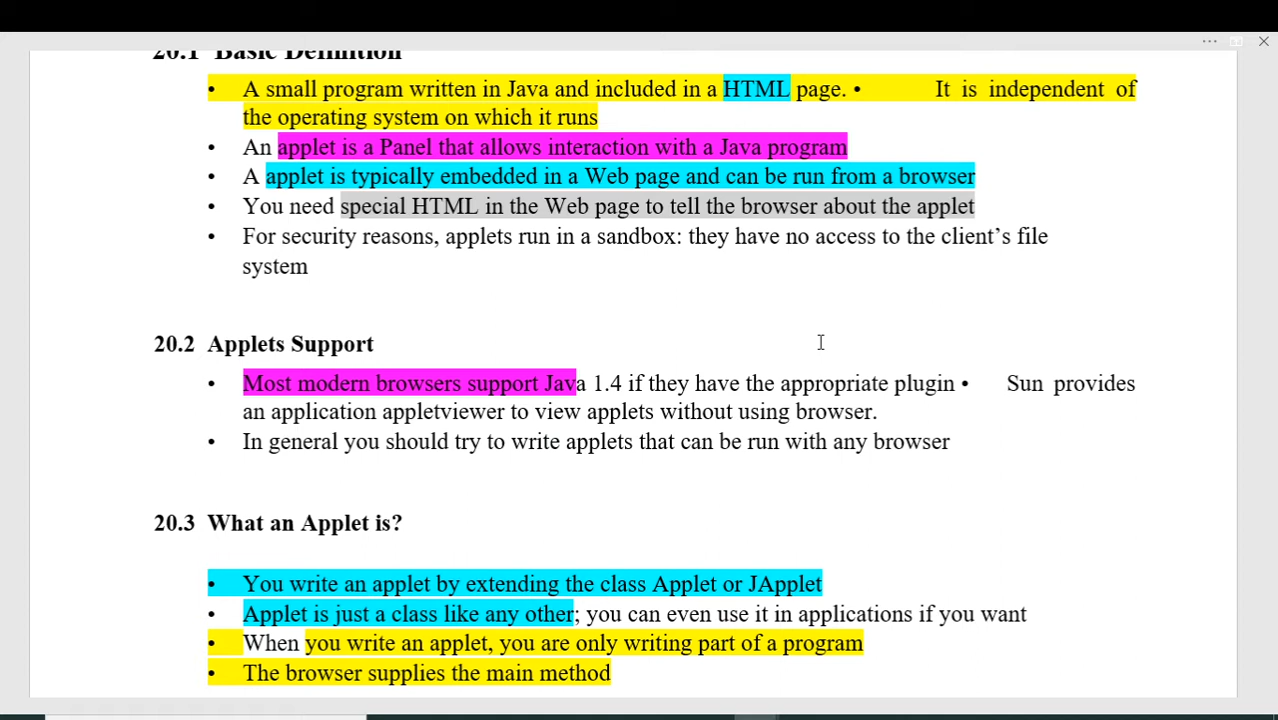 20.1 Basic Definition
• A small program written in Java and included in a HTML page. • It is independent of
the operating system on which it runs
• An applet is a Panel that allows interaction with a Java program
• A applet is typically embedded in a Web page and can be run from a browser
• You need special HTML in the Web page to tell the browser about the applet
• For security reasons, applets run in a sandbox: they have no access to the client’s file
system
20.2 Applets Support
• Most modern browsers support Java 1.4 if they have the appropriate plugin • Sun provides
an application appletviewer to view applets without using browser.
• In general you should try to write applets that can be run with any browser
20.3 What an Applet is?
• You write an applet by extending the class Applet or JApplet
• Applet is just a class like any other; you can even use it in applications if you want
• When you write an applet, you are only writing part of a program
• The browser supplies the main method